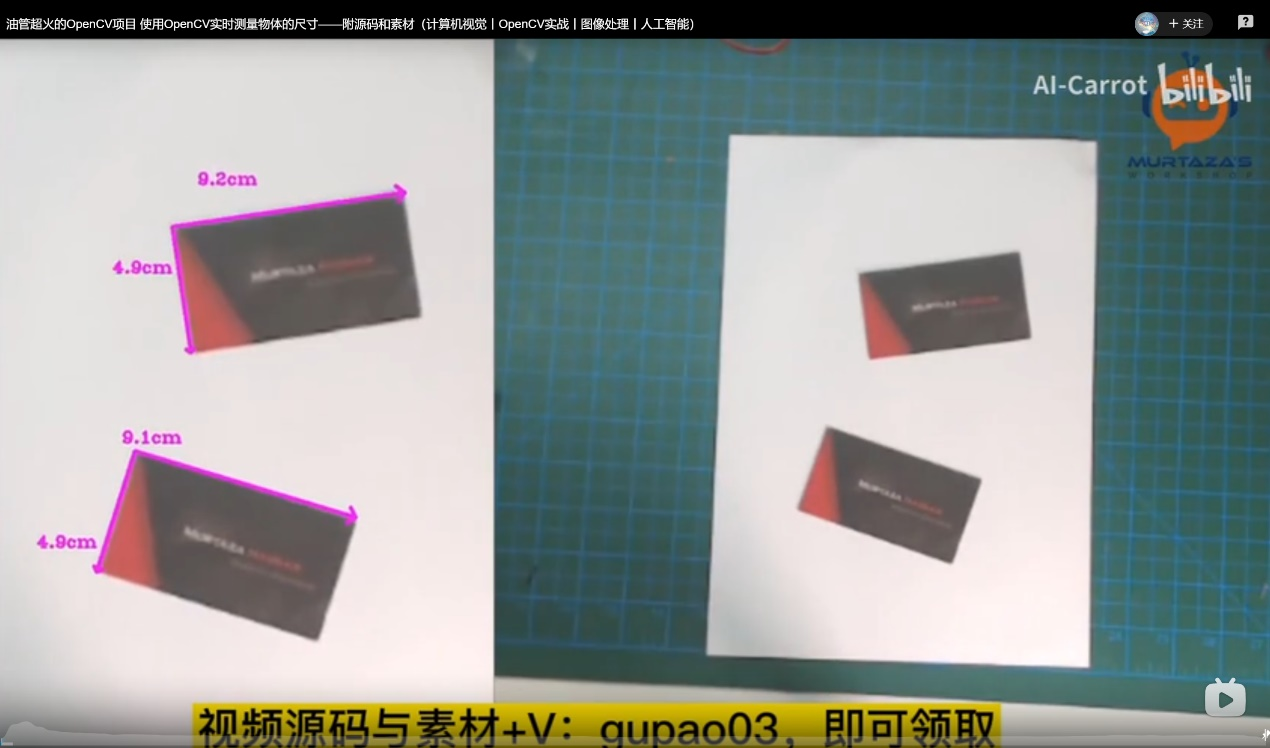 油管超火的OpenCV项目 使用OpenCV实时测量物体的尺寸——附源码和素材（计算机视觉丨OpenCV实战丨图像处理丨人工智能）
+ 关注
AI-Carrot bilibili
MURTAZA'S
WORKSHOP
9.2cm
4.9cm
9.1cm
4.9cm
视频源码与素材+V：gupao03，即可领取